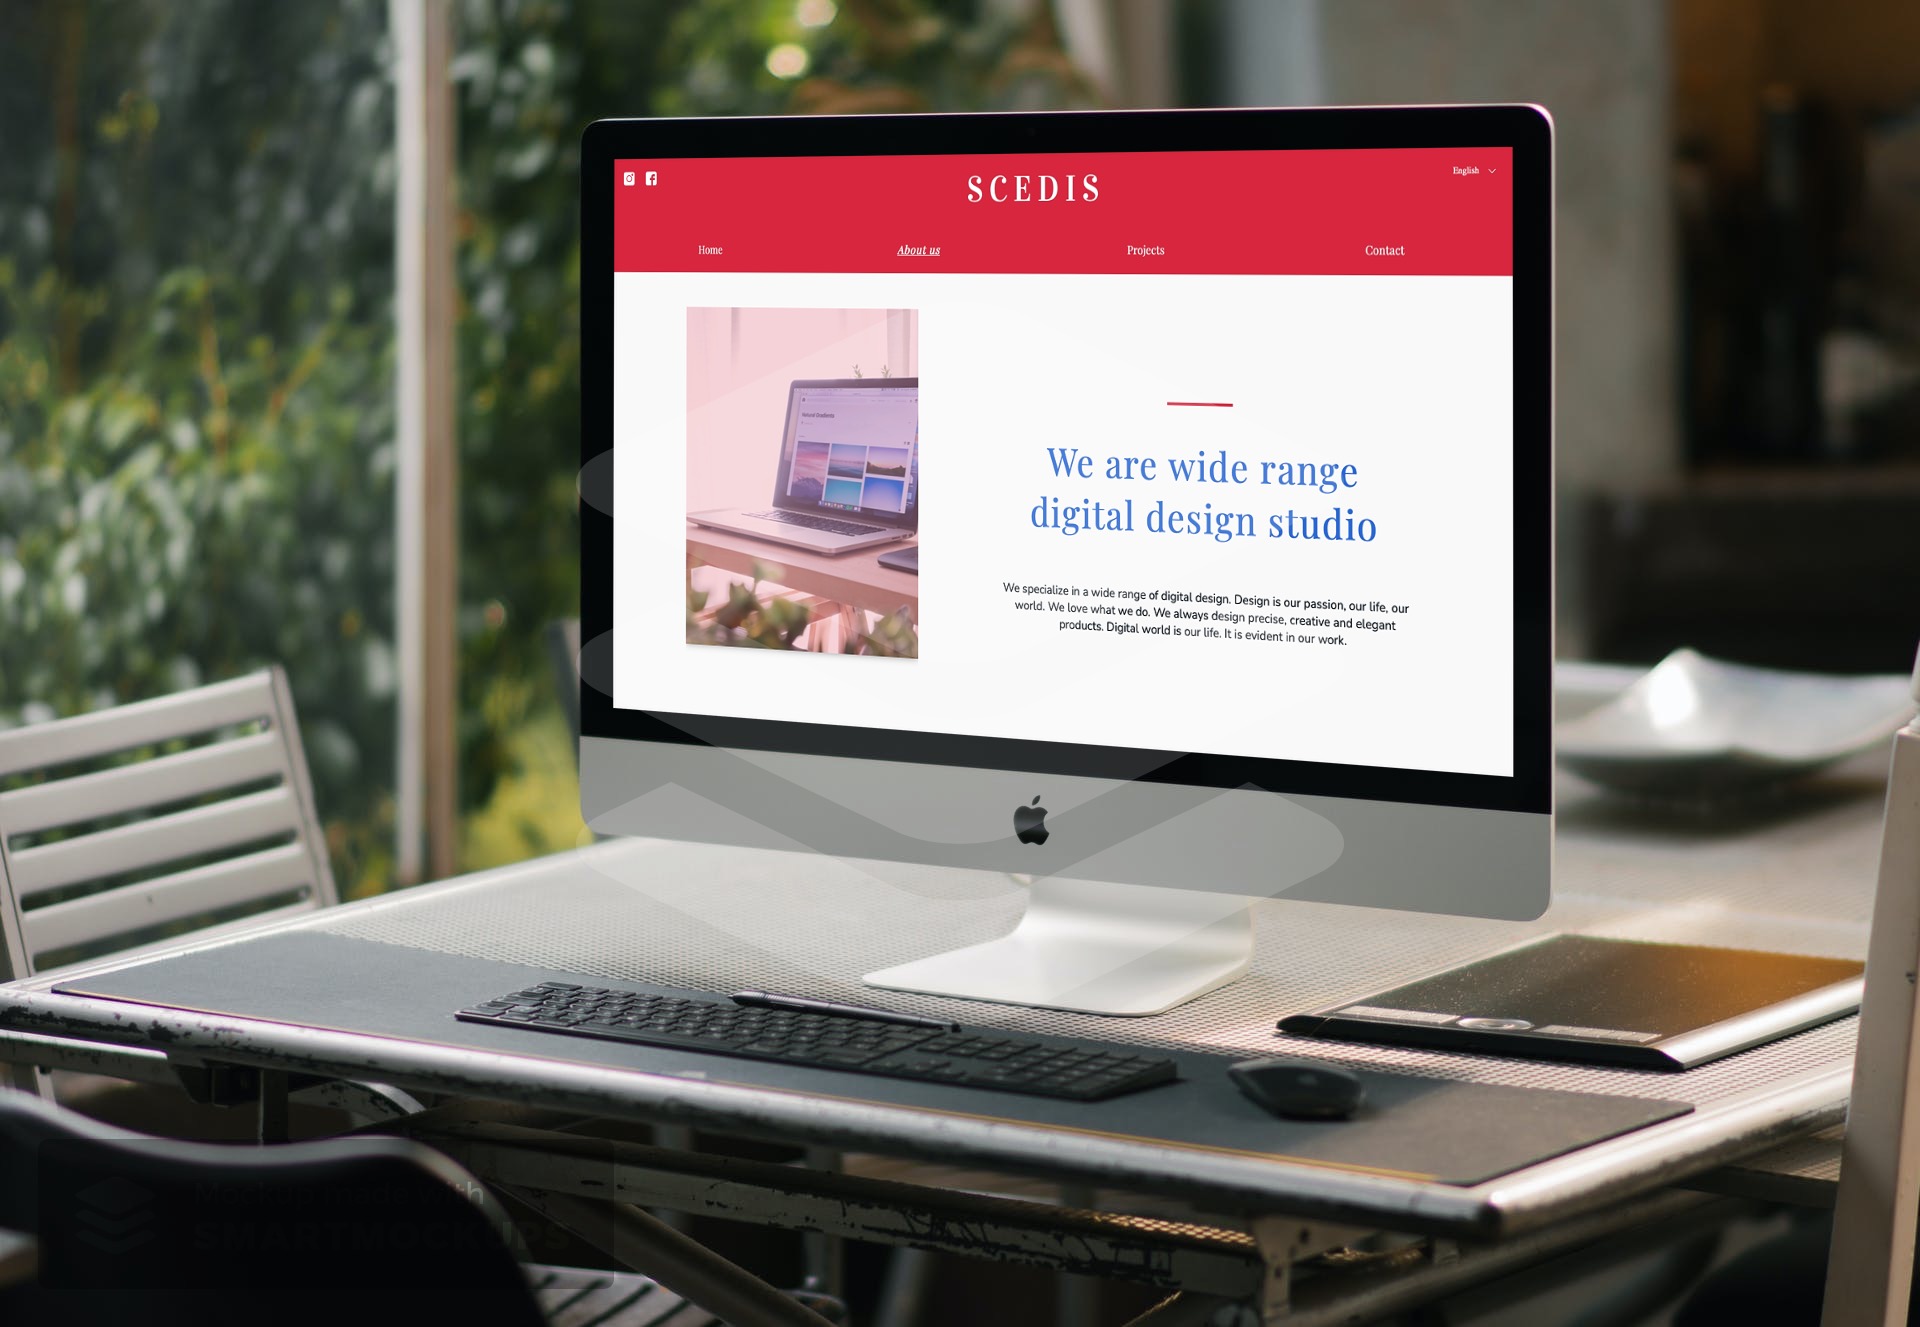 SCEDIS
English
Home
About us
Projects
Contact
Natural Gradients
We are wide range
digital design studio
We specialize in a wide range of digital design. Design is our passion, our life, our
world. We love what we do. We always design precise, creative and elegant
products. Digital world is our life. It is evident in our work.
Mockup made with
SMARTMOCKUPS